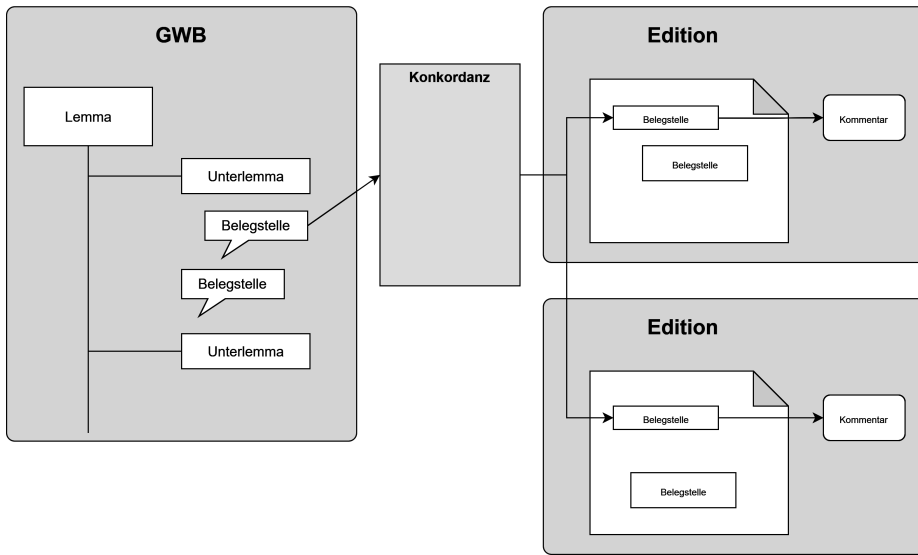 GWB
Lemma
Unterlemma
Belegstelle
Belegstelle
Unterlemma
Konkordanz
Edition
Belegstelle
Kommentar
Belegstelle
Edition
Belegstelle
Kommentar
Belegstelle